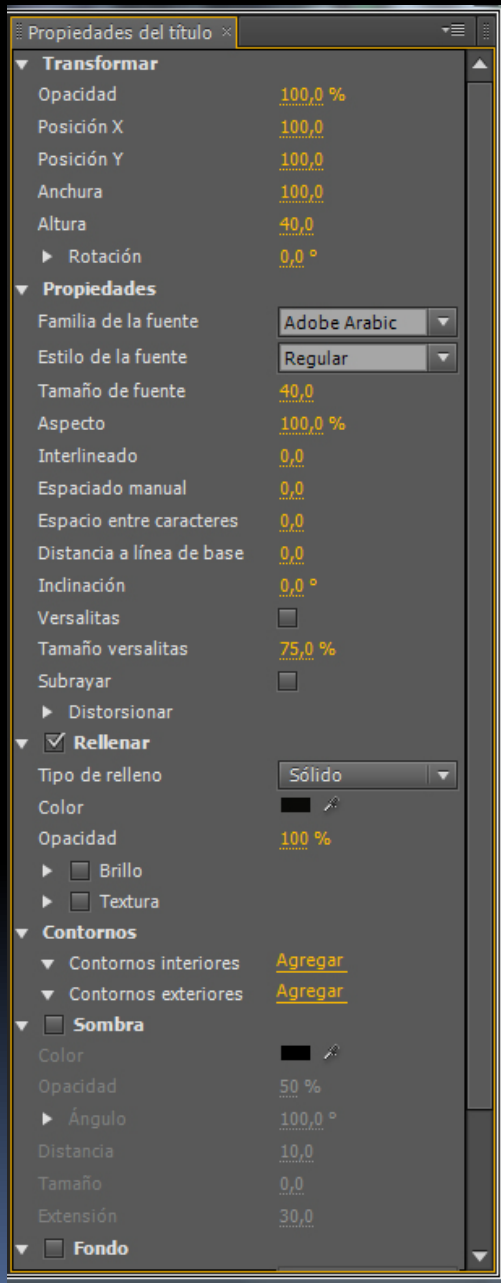 Propiedades del título
Transformar
Opacidad 100,0 %
Posición X 100,0
Posición Y 100,0
Anchura 100,0
Altura 40,0
Rotación 0,0 °
Propiedades
Familia de la fuente Adobe Arabic
Estilo de la fuente Regular
Tamaño de fuente 40,0
Aspecto 100,0 %
Interlineado 0,0
Espaciado manual 0,0
Espacio entre caracteres 0,0
Distancia a línea de base 0,0
Inclinación 0,0 °
Versalitas
Tamaño versalitas 75,0 %
Subrayar
Distorsionar
Rellenar
Tipo de relleno Sólido
Color
Opacidad 100 %
Brillo
Textura
Contornos
Contornos interiores Agregar
Contornos exteriores Agregar
Sombra
Color
Opacidad 50 %
Ángulo 100,0 °
Distancia 10,0
Tamaño 0,0
Extensión 30,0
Fondo